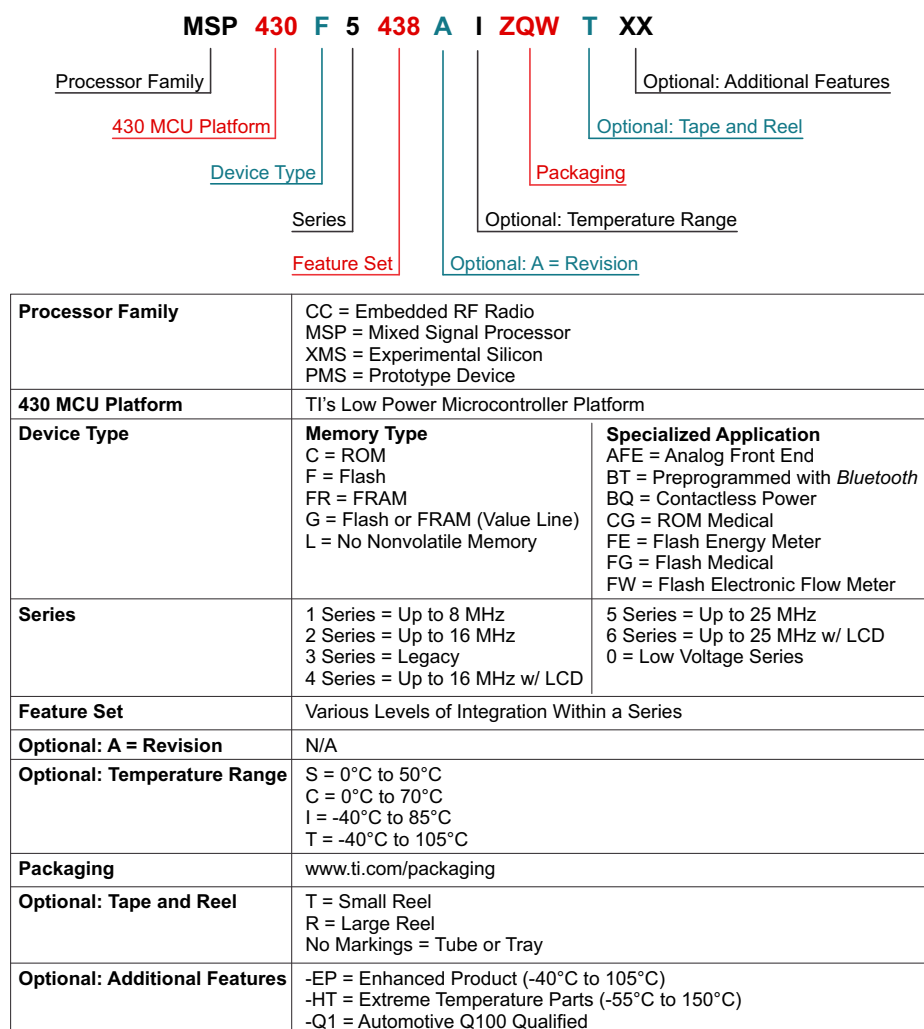 MSP 430 F 5 438 A I ZQW T XX
Processor Family
Optional: Additional Features
430 MCU Platform
Optional: Tape and Reel
Device Type
Packaging
Series
Optional: Temperature Range
Feature Set
Optional: A = Revision
Processor Family
CC = Embedded RF Radio
MSP = Mixed Signal Processor
XMS = Experimental Silicon
PMS = Prototype Device
430 MCU Platform
TI's Low Power Microcontroller Platform
Device Type
Memory Type
C = ROM
F = Flash
FR = FRAM
G = Flash or FRAM (Value Line)
L = No Nonvolatile Memory
Specialized Application
AFE = Analog Front End
BT = Preprogrammed with Bluetooth
BQ = Contactless Power
CG = ROM Medical
FE = Flash Energy Meter
FG = Flash Medical
FW = Flash Electronic Flow Meter
Series
1 Series = Up to 8 MHz
2 Series = Up to 16 MHz
3 Series = Legacy
4 Series = Up to 16 MHz w/ LCD
5 Series = Up to 25 MHz
6 Series = Up to 25 MHz w/ LCD
0 = Low Voltage Series
Feature Set
Various Levels of Integration Within a Series
Optional: A = Revision
N/A
Optional: Temperature Range
S = 0°C to 50°C
C = 0°C to 70°C
I = -40°C to 85°C
T = -40°C to 105°C
Packaging
www.ti.com/packaging
Optional: Tape and Reel
T = Small Reel
R = Large Reel
No Markings = Tube or Tray
Optional: Additional Features
-EP = Enhanced Product (-40°C to 105°C)
-HT = Extreme Temperature Parts (-55°C to 150°C)
-Q1 = Automotive Q100 Qualified